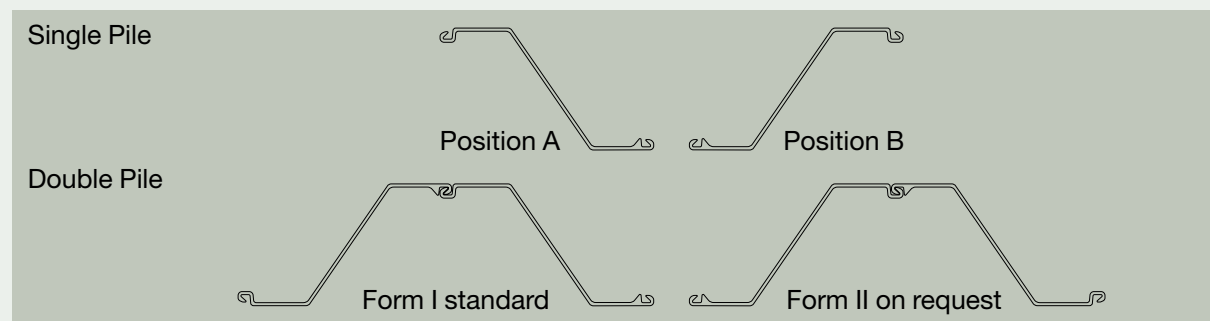 Single Pile
Position A
Position B
Double Pile
Form I standard
Form II on request